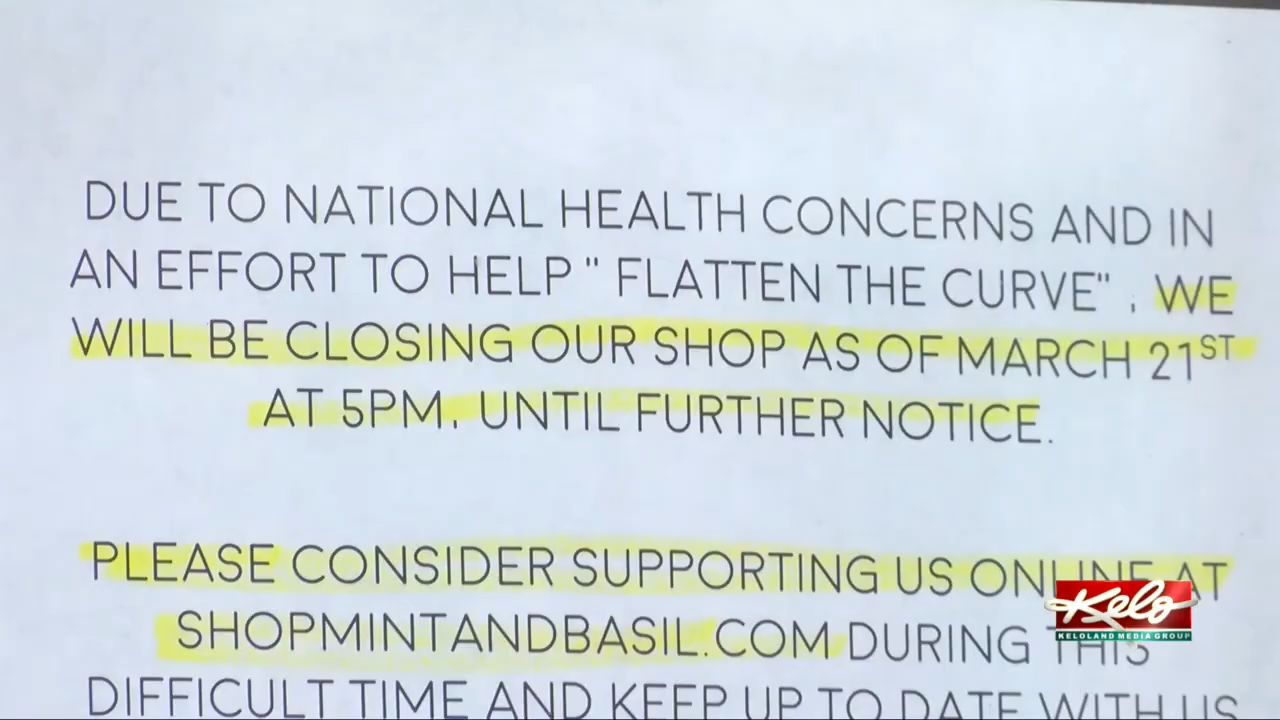 DUE TO NATIONAL HEALTH CONCERNS AND IN
AN EFFORT TO HELP " FLATTEN THE CURVE" , WE
WILL BE CLOSING OUR SHOP AS OF MARCH 21ST
AT 5PM. UNTIL FURTHER NOTICE.
PLEASE CONSIDER SUPPORTING US ONLINE AT
SHOPMINTANDBASIL.COM DURING THIS
DIFFICULT TIME AND KEEP UP TO DATE WITH US
Kelo
KELOLAND MEDIA GROUP